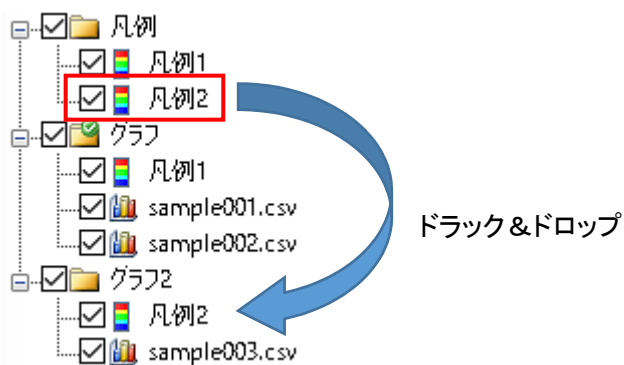 凡例
凡例1
凡例2
グラフ
凡例1
sample001.csv
sample002.csv
ドラック＆ドロップ
グラフ2
凡例2
sample003.csv